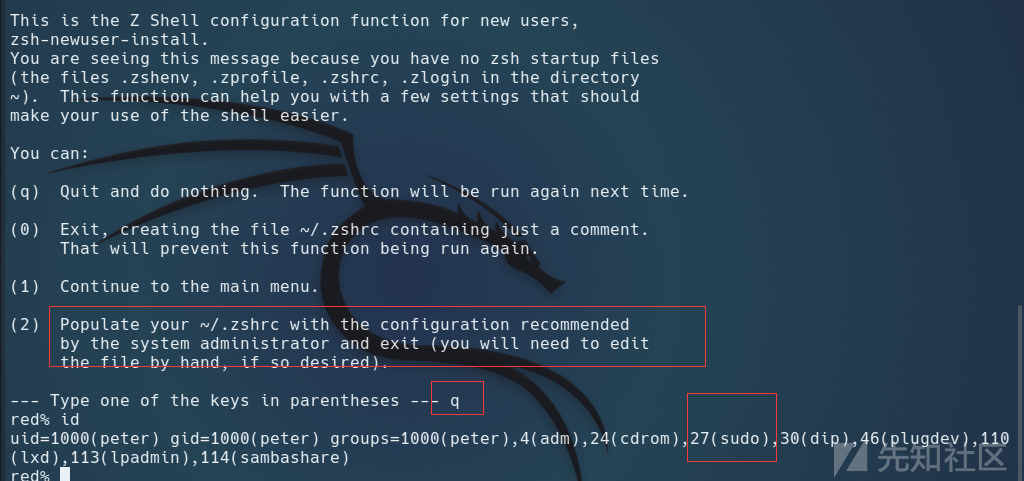 This is the Z Shell configuration function for new users,
zsh-newuser-install.
You are seeing this message because you have no zsh startup files
(the files .zshenv, .zprofile, .zshrc, .zlogin in the directory
~).  This function can help you with a few settings that should
make your use of the shell easier.
You can:
(q)  Quit and do nothing.  The function will be run again next time.
(0)  Exit, creating the file ~/.zshrc containing just a comment.
That will prevent this function being run again.
(1)  Continue to the main menu.
(2)  Populate your ~/.zshrc with the configuration recommended
by the system administrator and exit (you will need to edit
the file by hand, if so desired).
--- Type one of the keys in parentheses --- q
red% id
uid=1000(peter) gid=1000(peter) groups=1000(peter),4(adm),24(cdrom),27(sudo),30(dip),46(plugdev),110
(lxd),113(lpadmin),114(sambashare)
red%
先知社区